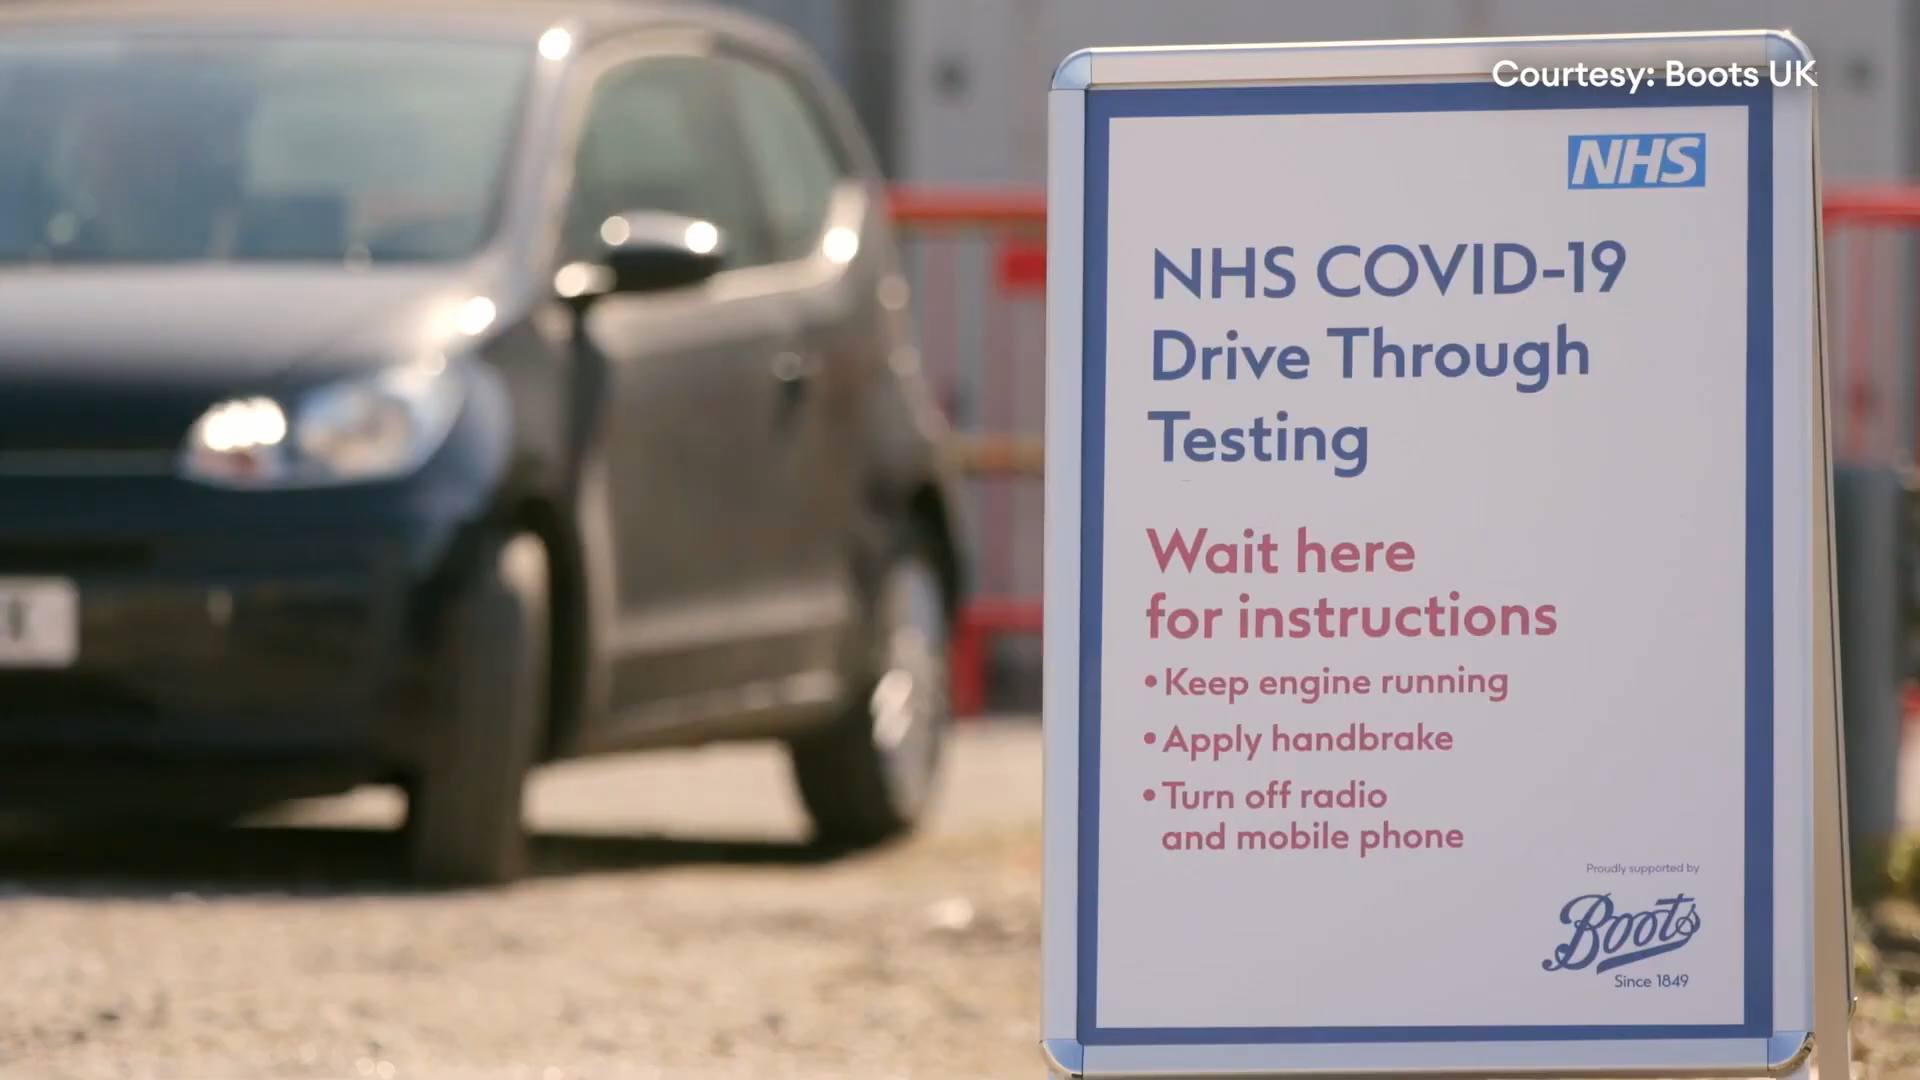 Courtesy: Boots UK
NHS
NHS COVID-19
Drive Through
Testing
Wait here
for instructions
• Keep engine running
• Apply handbrake
• Turn off radio
and mobile phone
Proudly supported by
Boots
Since 1849